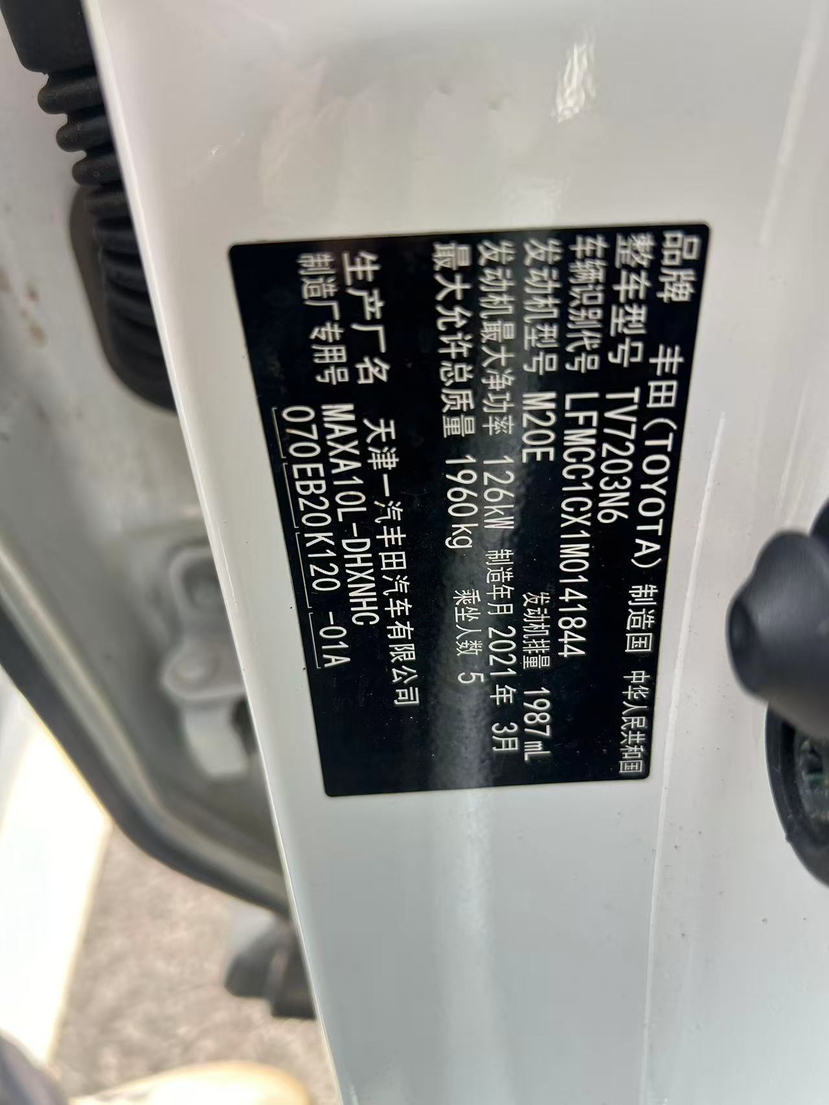 品牌 丰田(TOYOTA) 制造国 中华人民共和国
整车型号 TV7203N6
车辆识别代号 LFMCC1CX1M0141844
发动机型号 M20E 发动机排量 1987mL
发动机最大净功率 126kW 制造年月 2021年 3月
最大允许总质量 1960kg 乘坐人数 5
生产厂名 天津一汽丰田汽车有限公司
制造厂专用号 MAXA10L-DHXNHC
070EB20K120 -01A